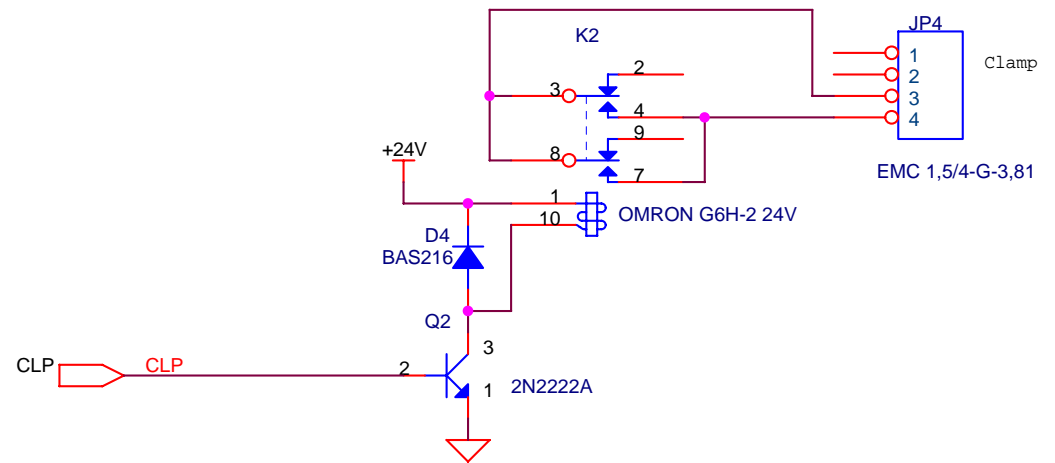 JP4
K2
1
Clamp
2
2
3
3
4
4
9
+24V
8
7
EMC 1,5/4-G-3,81
1
OMRON G6H-2 24V
10
D4
BAS216
Q2
3
CLP
CLP
2
1
2N2222A